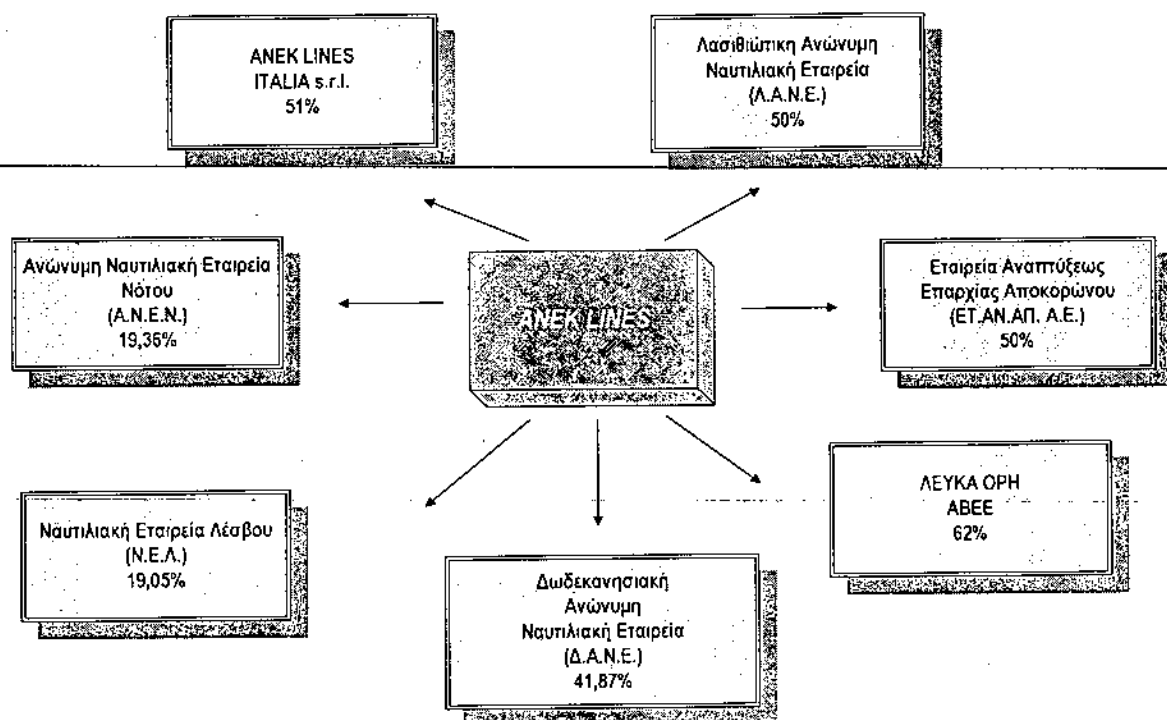 ANEK LINES
ITALIA s.r.l.
51%
Λασιθιώτικη Ανώνυμη
Ναυτιλιακή Εταιρεία
(Λ.Α.Ν.Ε.)
50%
Ανώνυμη Ναυτιλιακή Εταιρεία
Νότου
(Α.Ν.Ε.Ν.)
19,36%
ANEK LINES
Εταιρεία Αναπτύξεως
Επαρχίας Αποκορώνου
(ΕΤ.ΑΝ.ΑΠ. Α.Ε.)
50%
Ναυτιλιακή Εταιρεία Λέσβου
(Ν.Ε.Λ.)
19,05%
Δωδεκανησιακή
Ανώνυμη
Ναυτιλιακή Εταιρεία
(Δ.Α.Ν.Ε.)
41,87%
ΛΕΥΚΑ ΟΡΗ
ΑΒΕΕ
62%